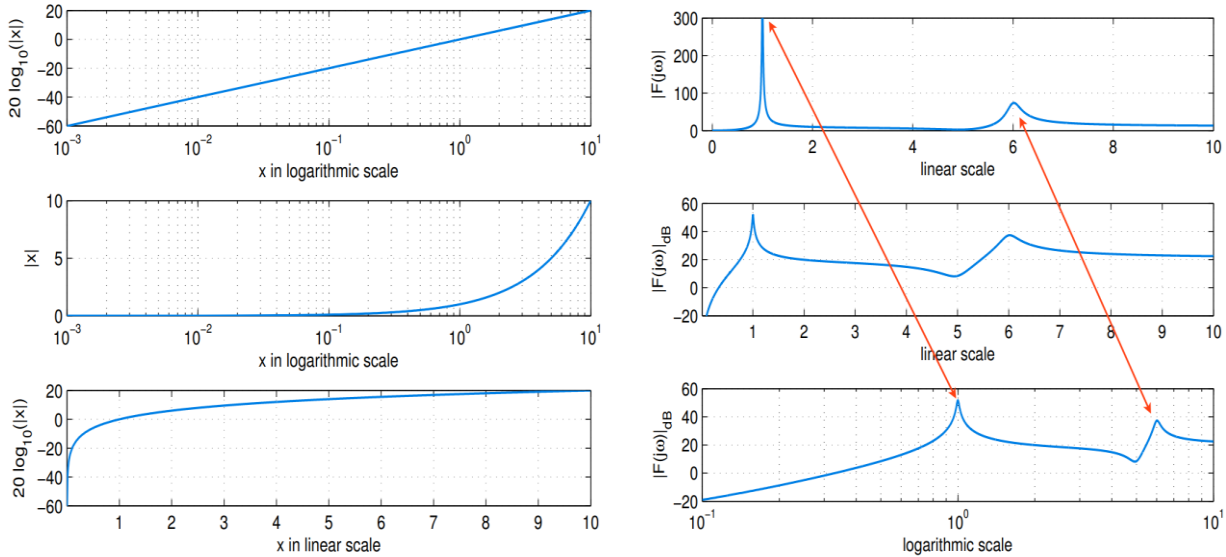 20
0
−20
−40
−60
20 log10(|x|)
10^−3
10^−2
10^−1
10^0
10^1
x in logarithmic scale
10
5
0
|x|
10^−3
10^−2
10^−1
10^0
10^1
x in logarithmic scale
20
0
−20
−40
−60
20 log10(|x|)
1 2 3 4 5 6 7 8 9 10
x in linear scale
300
200
100
0
|F(jω)|
0 2 4 6 8 10
linear scale
60
40
20
0
−20
|F(jω)|dB
1 2 3 4 5 6 7 8 9 10
linear scale
60
40
20
0
−20
|F(jω)|dB
10^−1
10^0
10^1
logarithmic scale